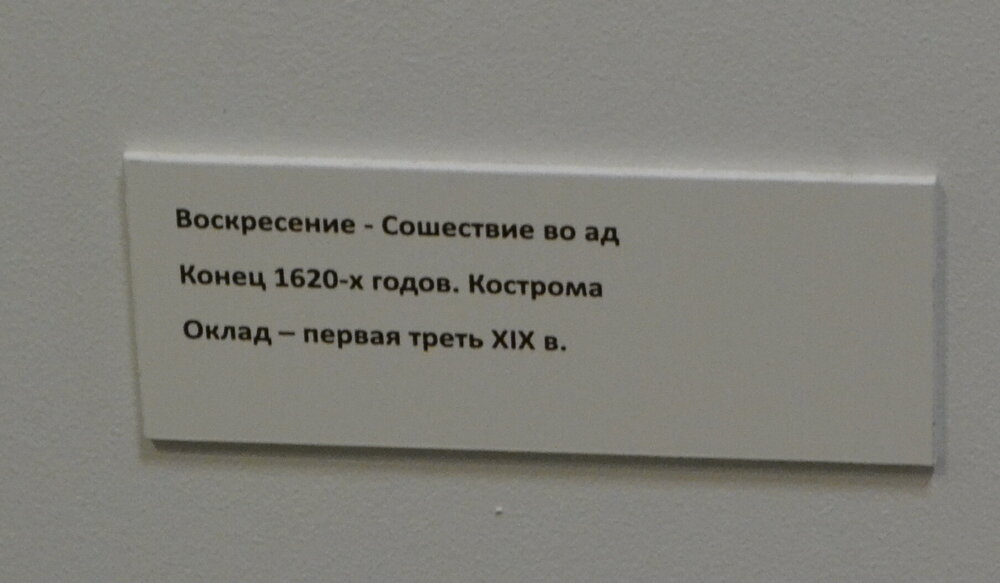 Воскресение - Сошествие во ад
Конец 1620-х годов. Кострома
Оклад – первая треть XIX в.